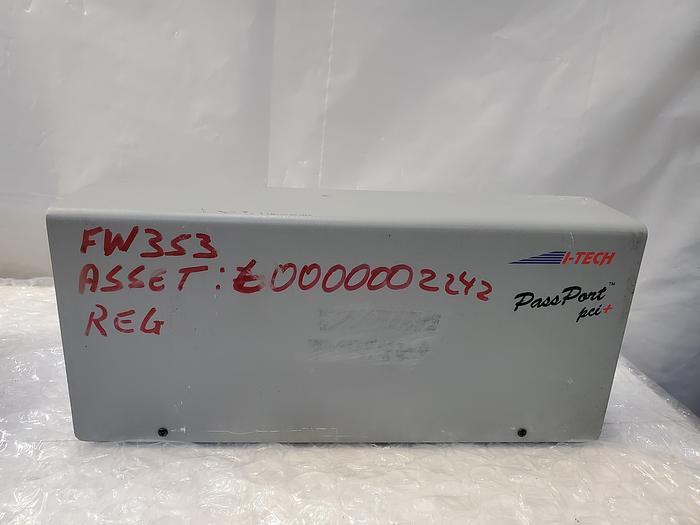 FW353
ASSET: E0000002242
REG
I-TECH
PassPort™
pci+